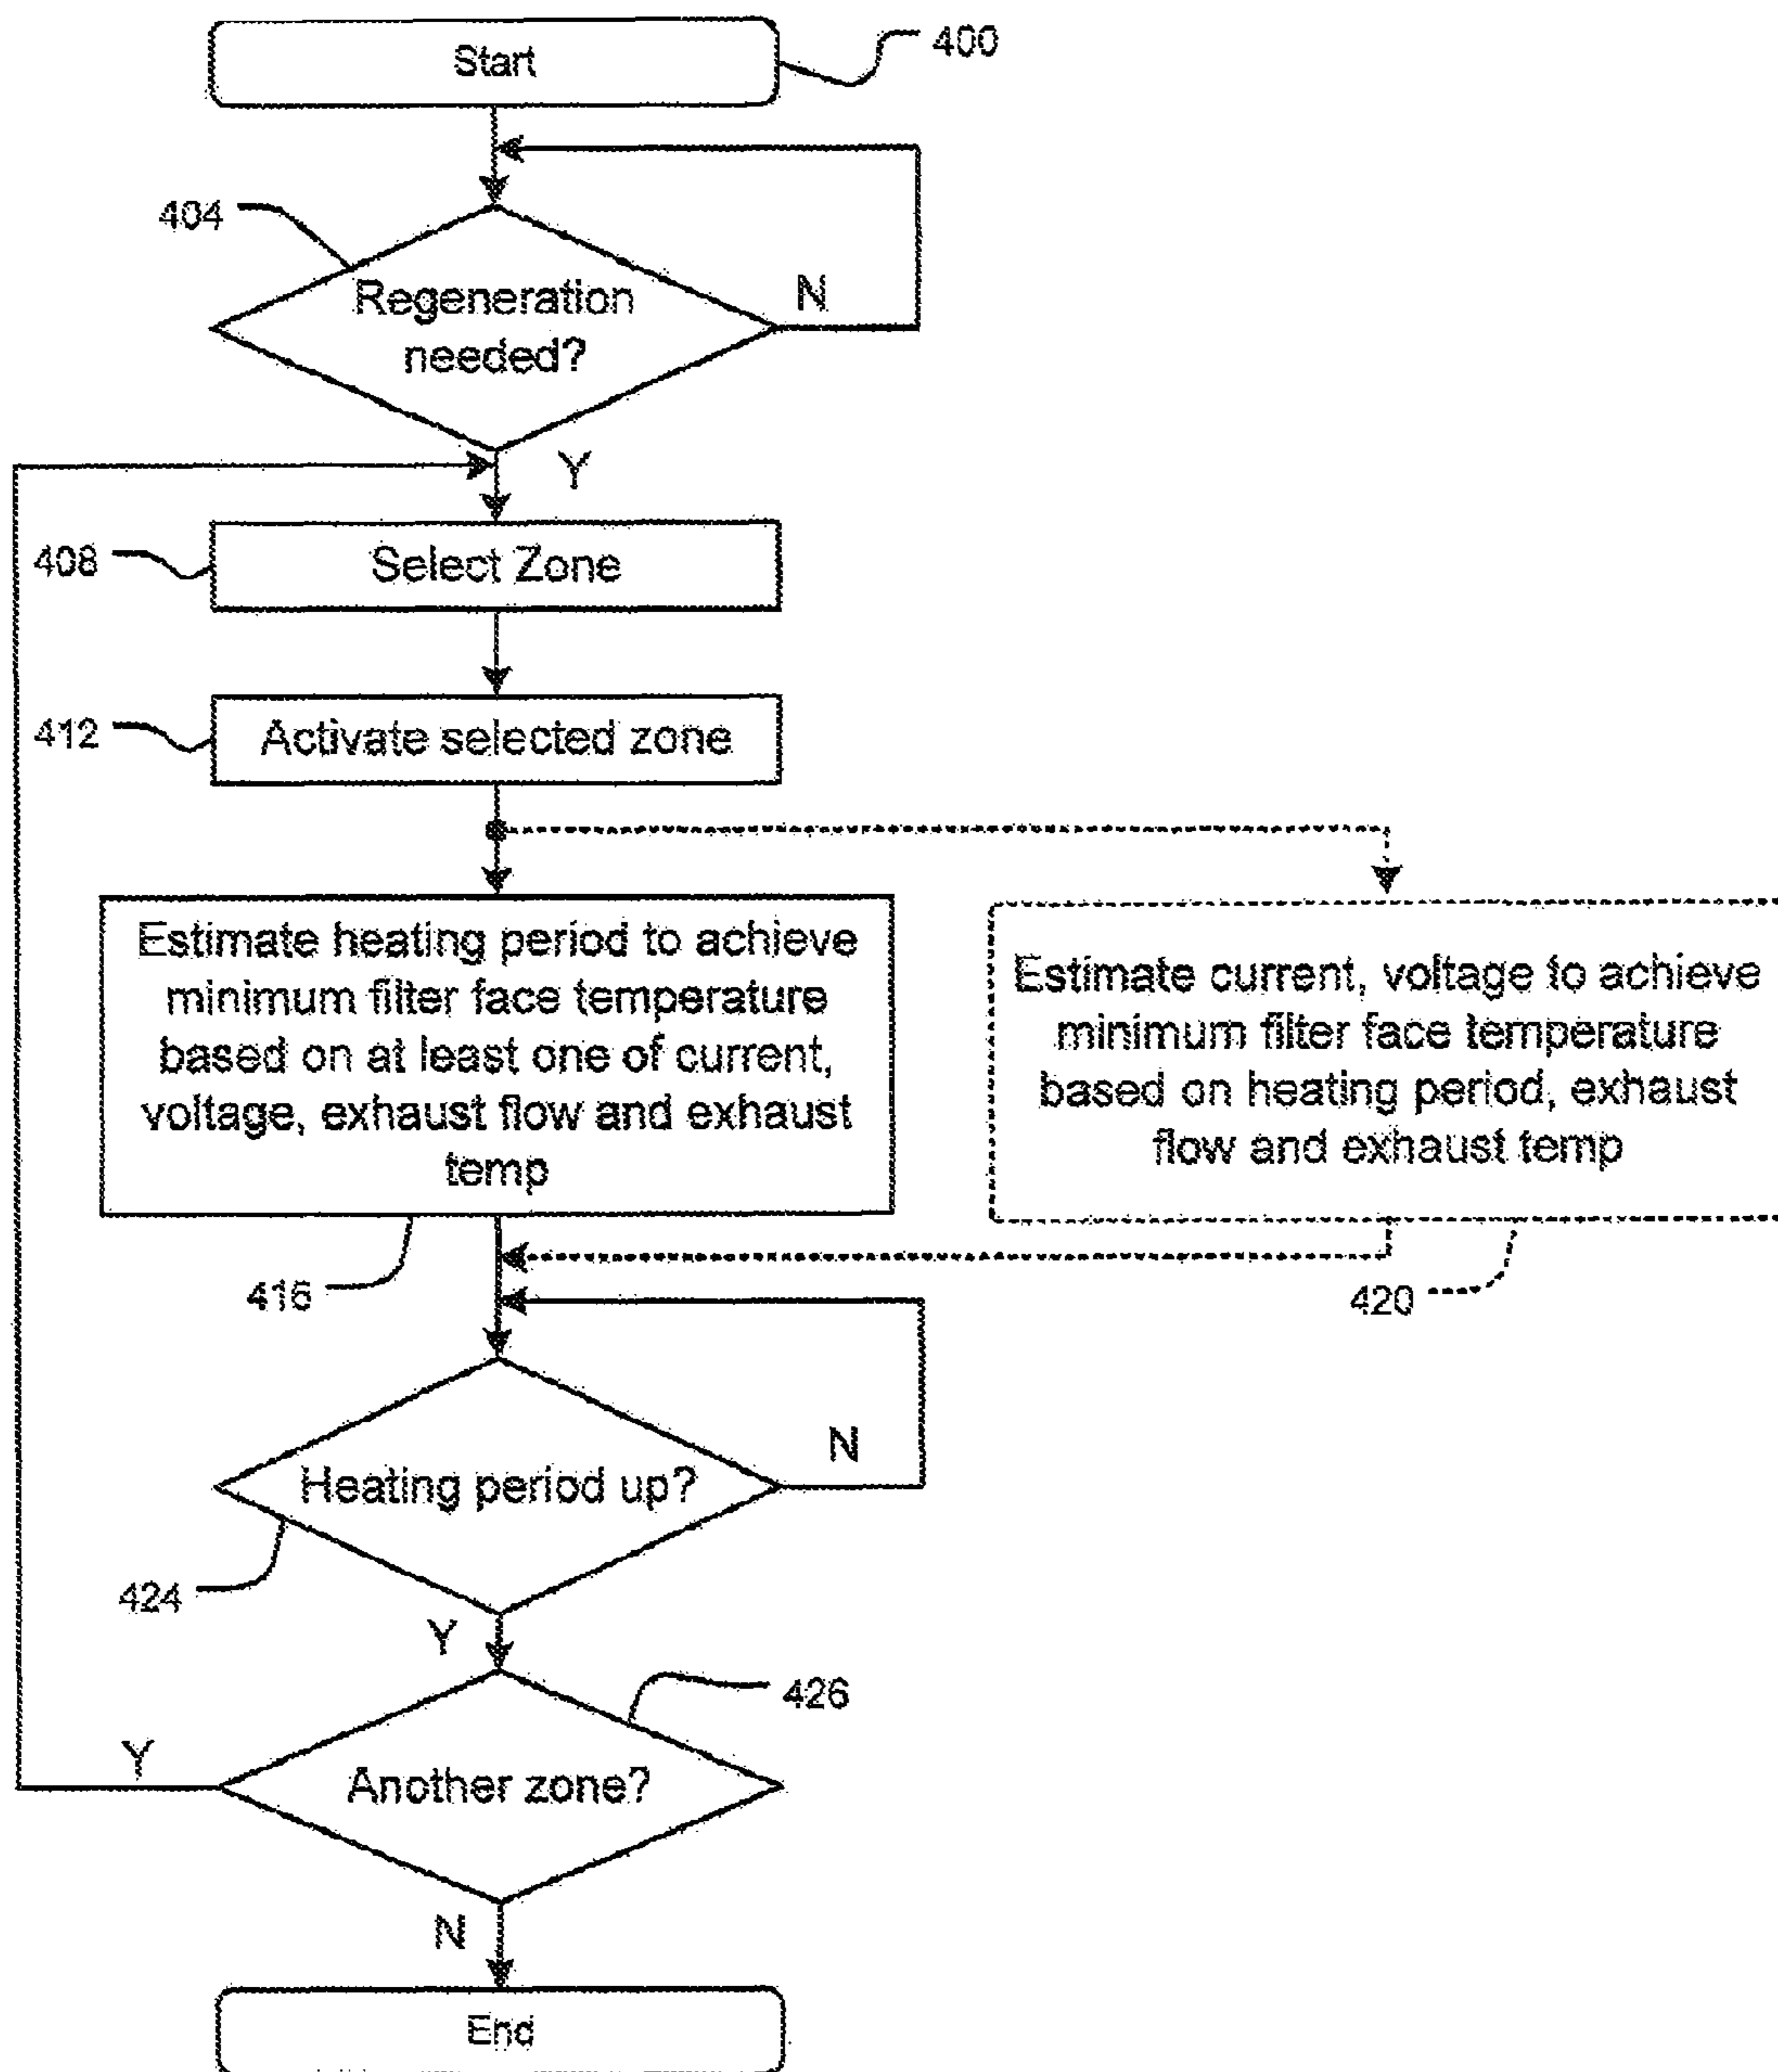 Start
400
404
Regeneration
needed?
N
Y
408
Select Zone
412
Activate selected zone
Estimate heating period to achieve
minimum filter face temperature
based on at least one of current,
voltage, exhaust flow and exhaust
temp
Estimate current, voltage to achieve
minimum filter face temperature
based on heating period, exhaust
flow and exhaust temp
416
420
N
Heating period up?
424
Y
426
Y
Another zone?
N
End